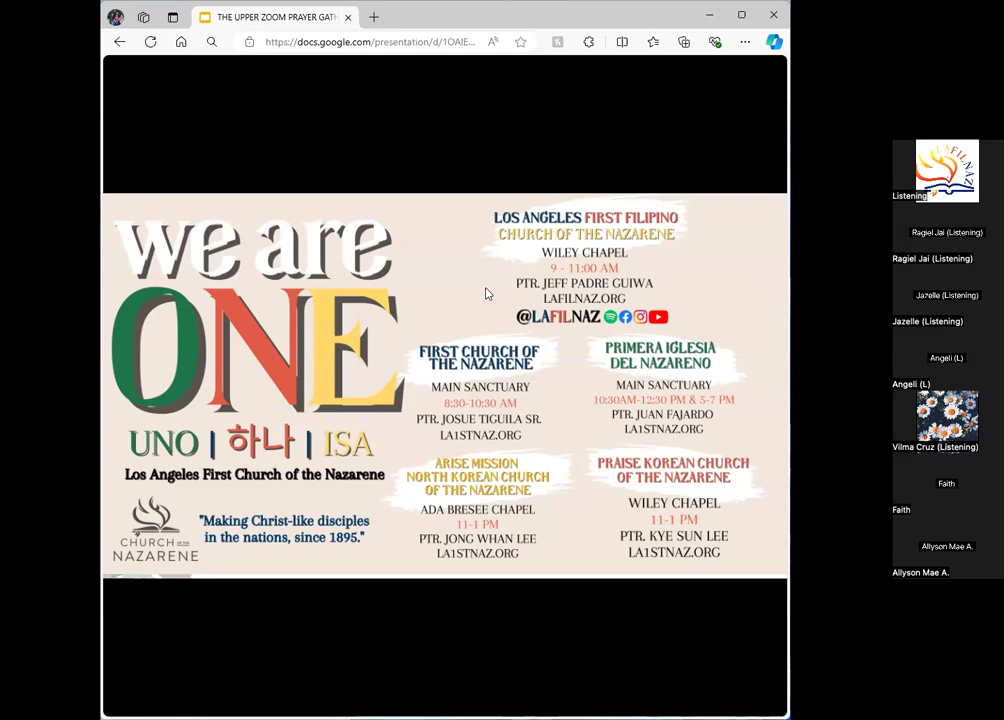 THE UPPER ZOOM PRAYER GATH
https://docs.google.com/presentation/d/1OAIE...
we are
ONE
UNO | 하나 | ISA
Los Angeles First Church of the Nazarene
CHURCH OF THE
NAZARENE
"Making Christ-like disciples
in the nations, since 1895."
LOS ANGELES FIRST FILIPINO
CHURCH OF THE NAZARENE
WILEY CHAPEL
9 - 11:00 AM
PTR. JEFF PADRE GUIWA
LAFILNAZ.ORG
@LAFILNAZ
FIRST CHURCH OF
THE NAZARENE
MAIN SANCTUARY
8:30-10:30 AM
PTR. JOSUE TIGUILA SR.
LA1STNAZ.ORG
PRIMERA IGLESIA
DEL NAZARENO
MAIN SANCTUARY
10:30AM-12:30 PM & 5-7 PM
PTR. JUAN FAJARDO
LA1STNAZ.ORG
ARISE MISSION
NORTH KOREAN CHURCH
OF THE NAZARENE
ADA BRESEE CHAPEL
11-1 PM
PTR. JONG WHAN LEE
LA1STNAZ.ORG
PRAISE KOREAN CHURCH
OF THE NAZARENE
WILEY CHAPEL
11-1 PM
PTR. KYE SUN LEE
LA1STNAZ.ORG
LAFILNAZ
Listening
Ragiel Jai (Listening)
Ragiel Jai (Listening)
Jazelle (Listening)
Jazelle (Listening)
Angeli (L)
Angeli (L)
Vilma Cruz (Listening)
Faith
Faith
Allyson Mae A.
Allyson Mae A.